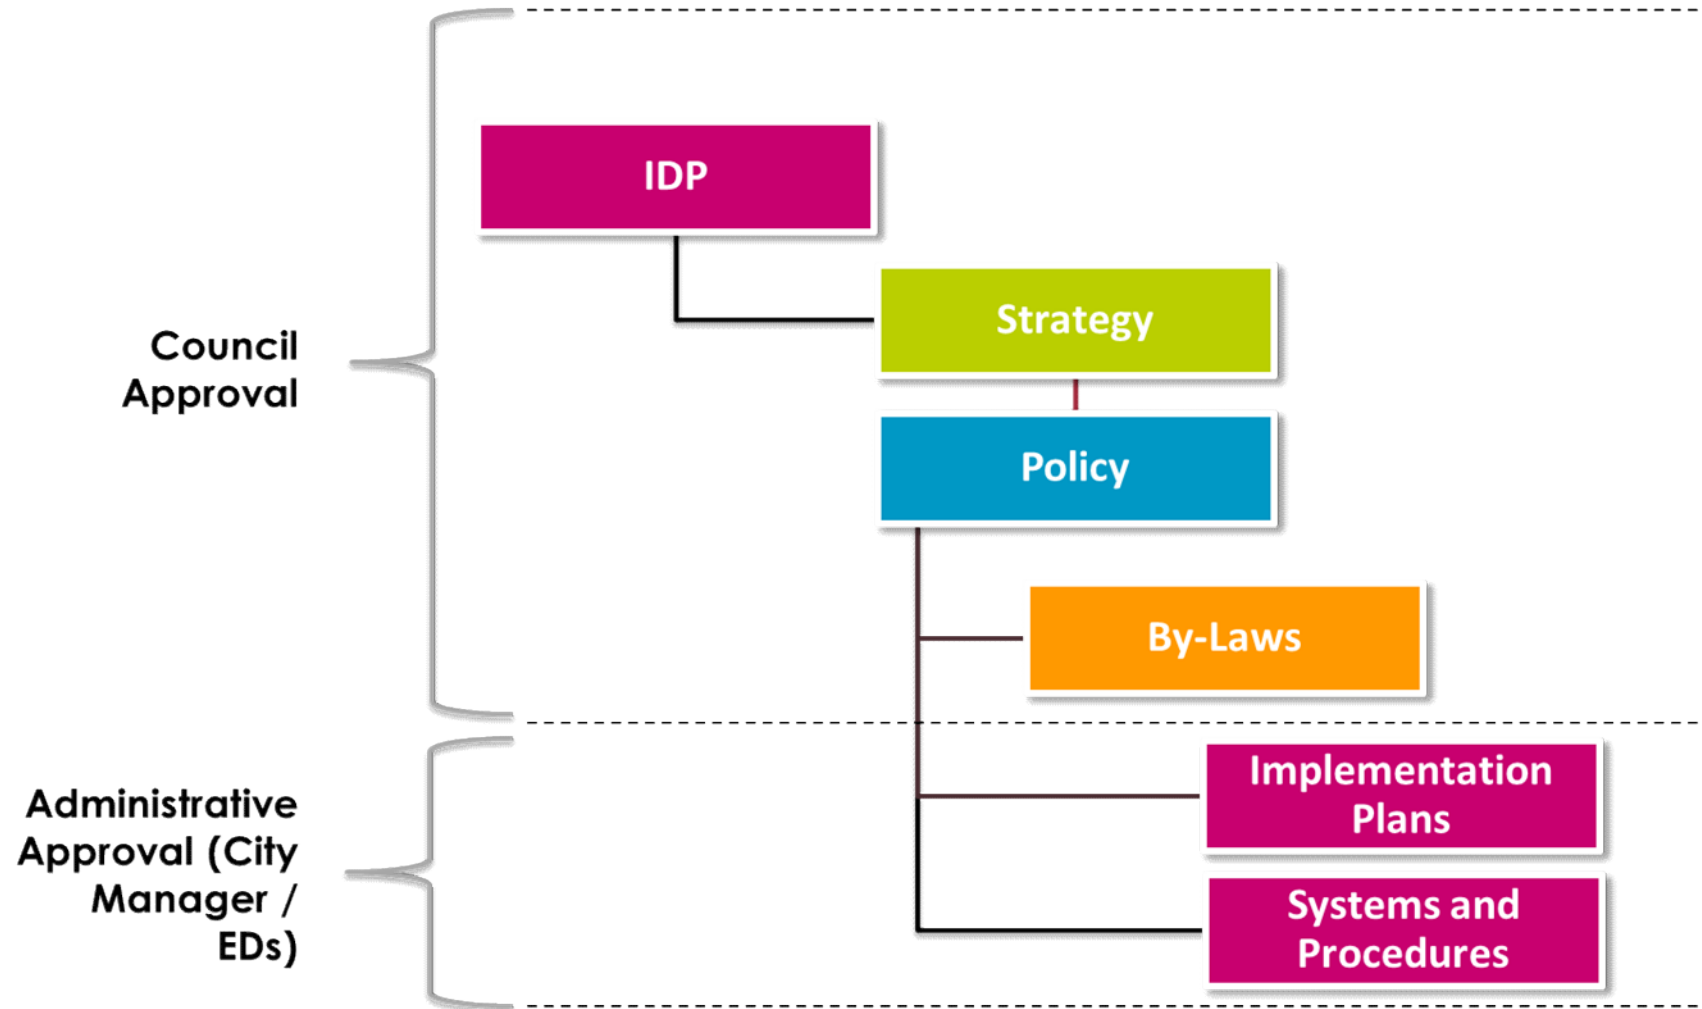 IDP
Strategy
Council
Approval
Policy
By-Laws
Implementation
Plans
Administrative
Approval (City
Manager /
EDs)
Systems and
Procedures